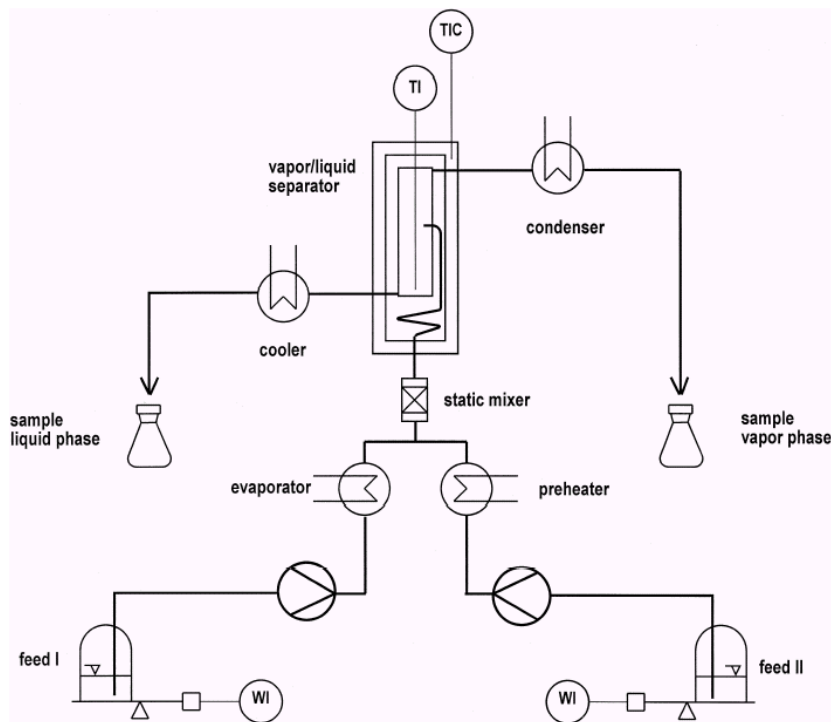 TIC
TI
vapor/liquid
separator
condenser
cooler
static mixer
sample
liquid phase
sample
vapor phase
evaporator
preheater
feed I
feed II
WI
WI